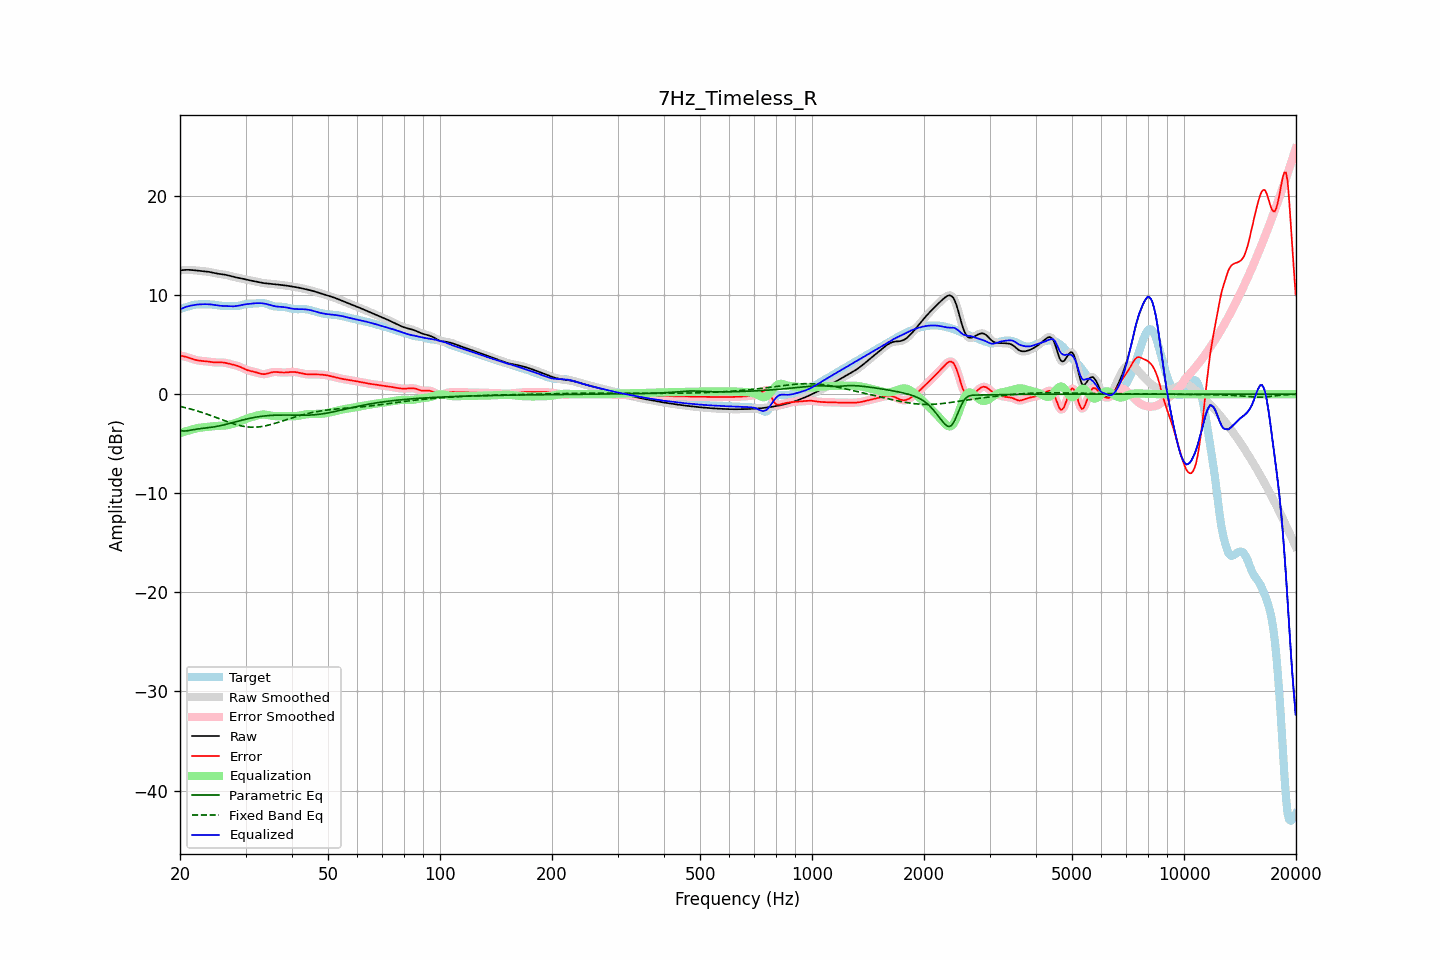 7Hz_Timeless_R
Amplitude (dBr)
20
10
0
−10
−20
−30
−40
Target
Raw Smoothed
Error Smoothed
Raw
Error
Equalization
Parametric Eq
Fixed Band Eq
Equalized
20 50 100 200 500 1000 2000 5000 10000 20000
Frequency (Hz)